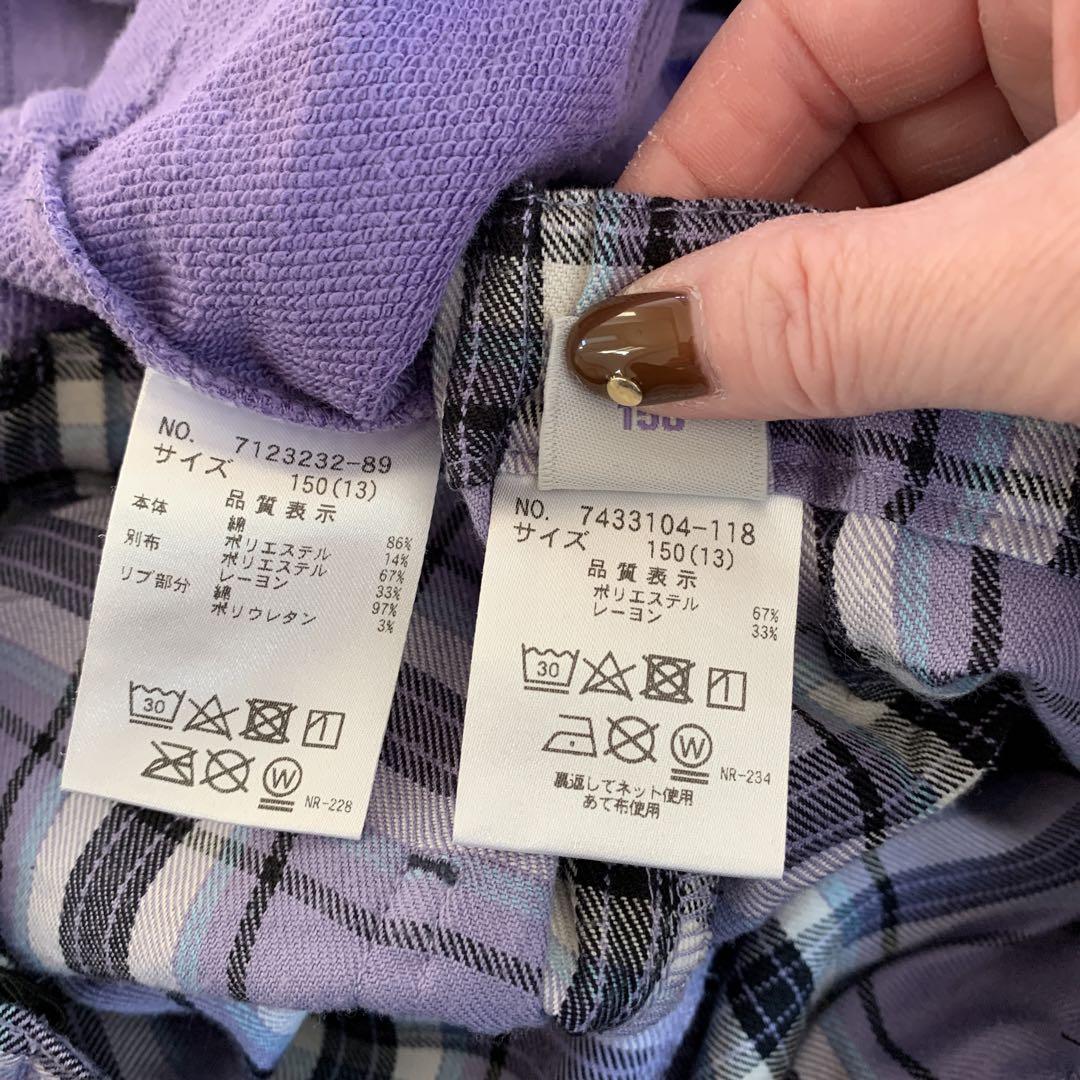 NO. 7123232-89
サイズ 150(13)
品質表示
本体 綿 86%
ポリエステル 14%
別布 ポリエステル 67%
レーヨン 33%
リブ部分 綿 97%
ポリウレタン 3%
30
W
NR-228
150
NO. 7433104-118
サイズ 150(13)
品質表示
ポリエステル 67%
レーヨン 33%
30
W
NR-234
裏返してネット使用
あて布使用